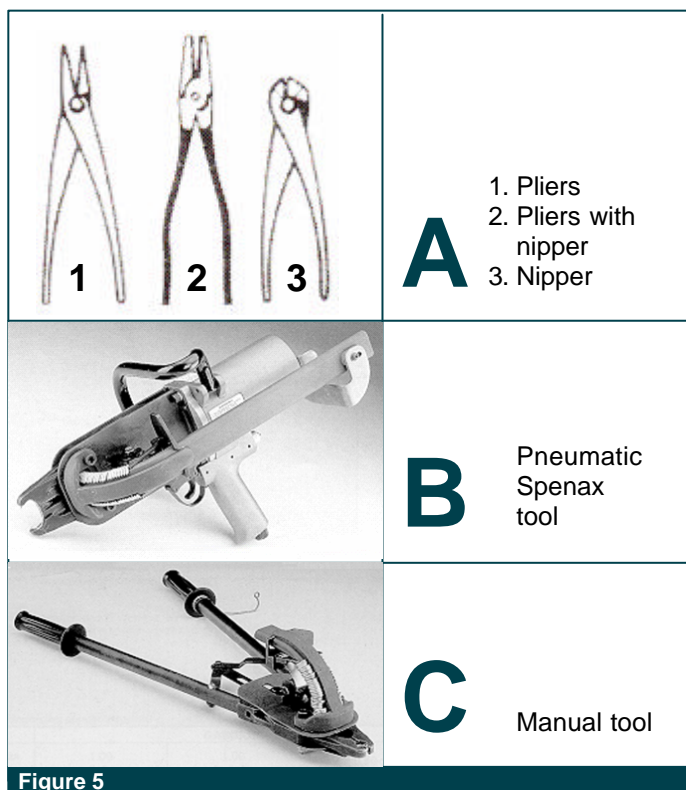 1 2 3
A
1. Pliers
2. Pliers with
nipper
3. Nipper
B
Pneumatic
Spenax
tool
C
Manual tool
Figure 5